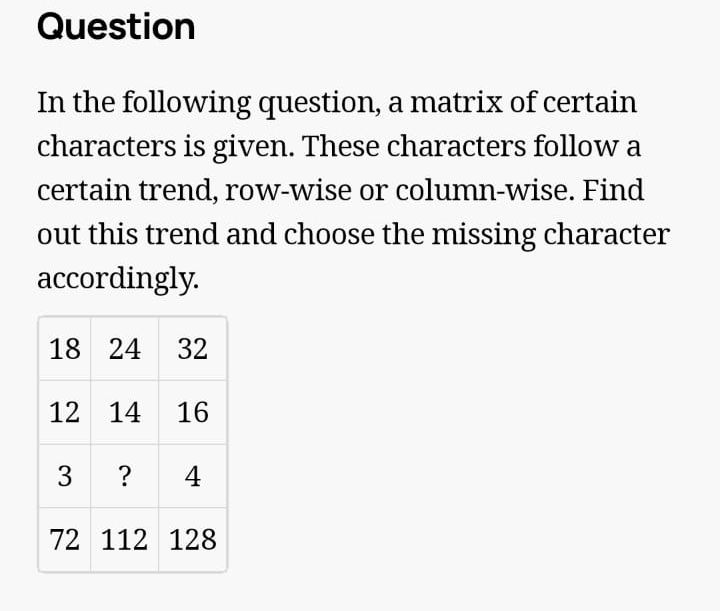 Question
In the following question, a matrix of certain
characters is given. These characters follow a
certain trend, row-wise or column-wise. Find
out this trend and choose the missing character
accordingly.
18 24 32
12 14 16
3 ? 4
72 112 128